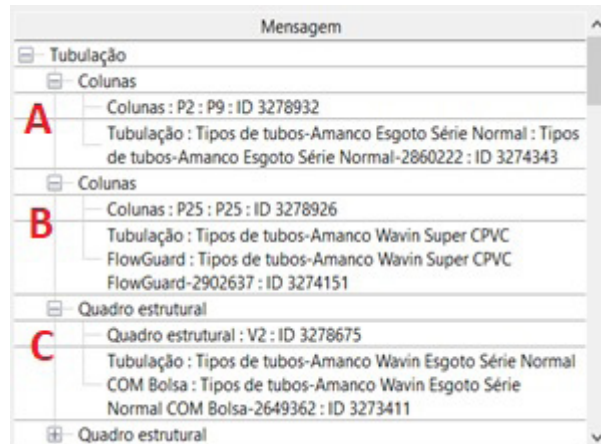 Mensagem
Tubulação
Colunas
A
Colunas : P2 : P9 : ID 3278932
Tubulação : Tipos de tubos-Amanco Esgoto Série Normal : Tipos
de tubos-Amanco Esgoto Série Normal-2860222 : ID 3274343
Colunas
B
Colunas : P25 : P25 : ID 3278926
Tubulação : Tipos de tubos-Amanco Wavin Super CPVC
FlowGuard : Tipos de tubos-Amanco Wavin Super CPVC
FlowGuard-2902637 : ID 3274151
Quadro estrutural
C
Quadro estrutural : V2 : ID 3278675
Tubulação : Tipos de tubos-Amanco Wavin Esgoto Série Normal
COM Bolsa : Tipos de tubos-Amanco Wavin Esgoto Série
Normal COM Bolsa-2649362 : ID 3273411
Quadro estrutural